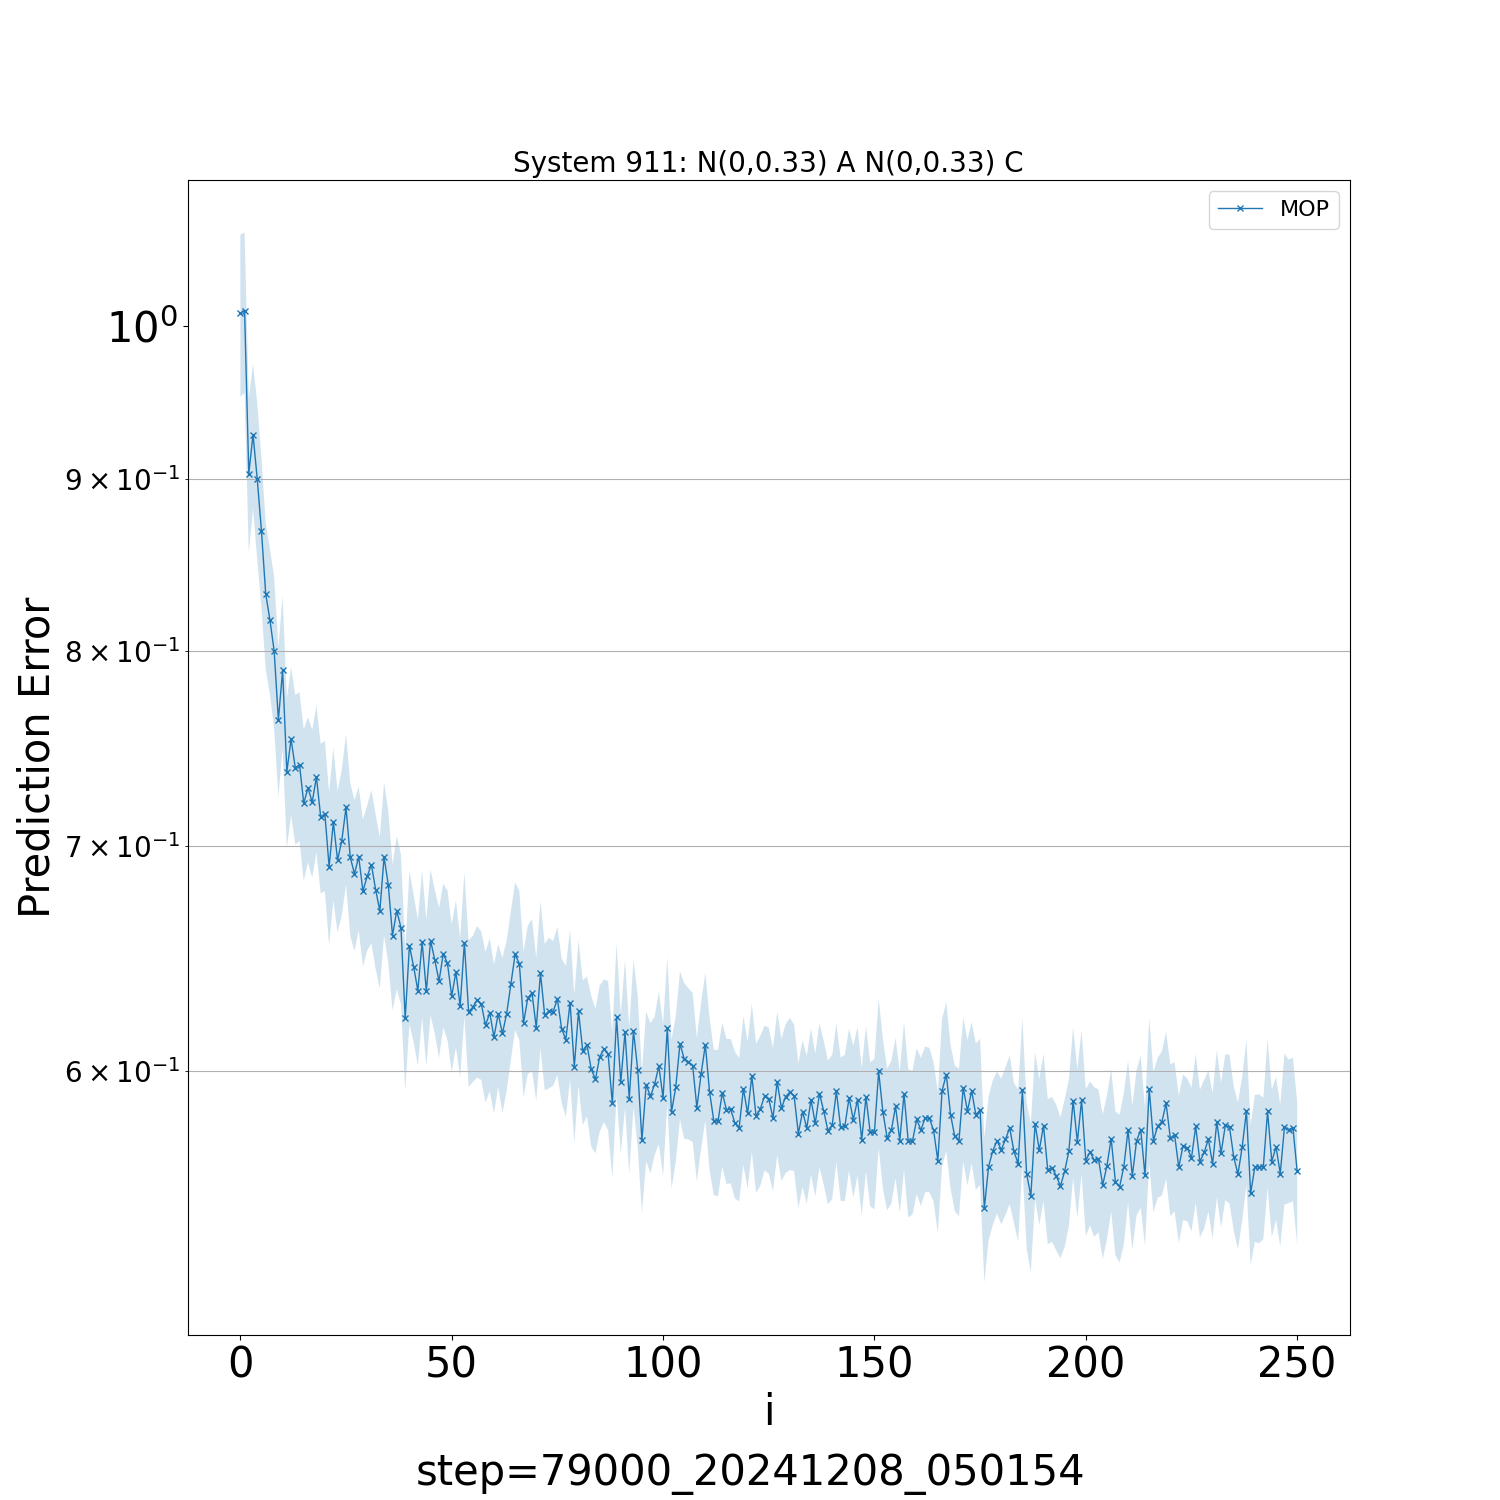 System 911: N(0,0.33) A N(0,0.33) C
MOP
10⁰
9 × 10⁻¹
8 × 10⁻¹
7 × 10⁻¹
6 × 10⁻¹
Prediction Error
0 50 100 150 200 250
i
step=79000_20241208_050154